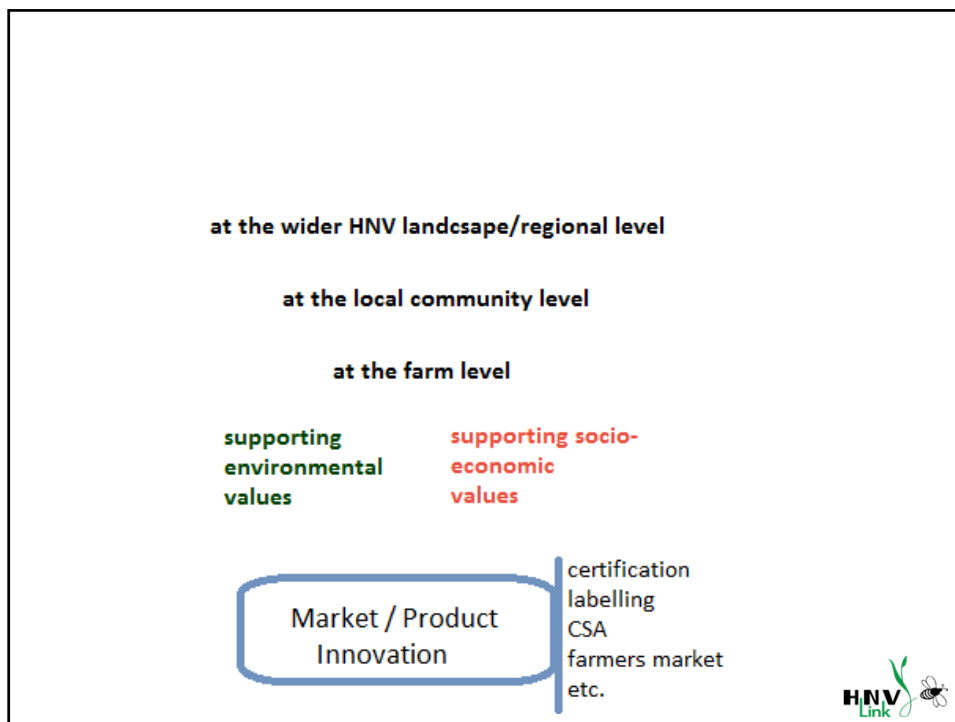 at the wider HNV landcsape/regional level
at the local community level
at the farm level
supporting
environmental
values
supporting socio-
economic
values
Market / Product
Innovation
certification
labelling
CSA
farmers market
etc.
HNV
Link